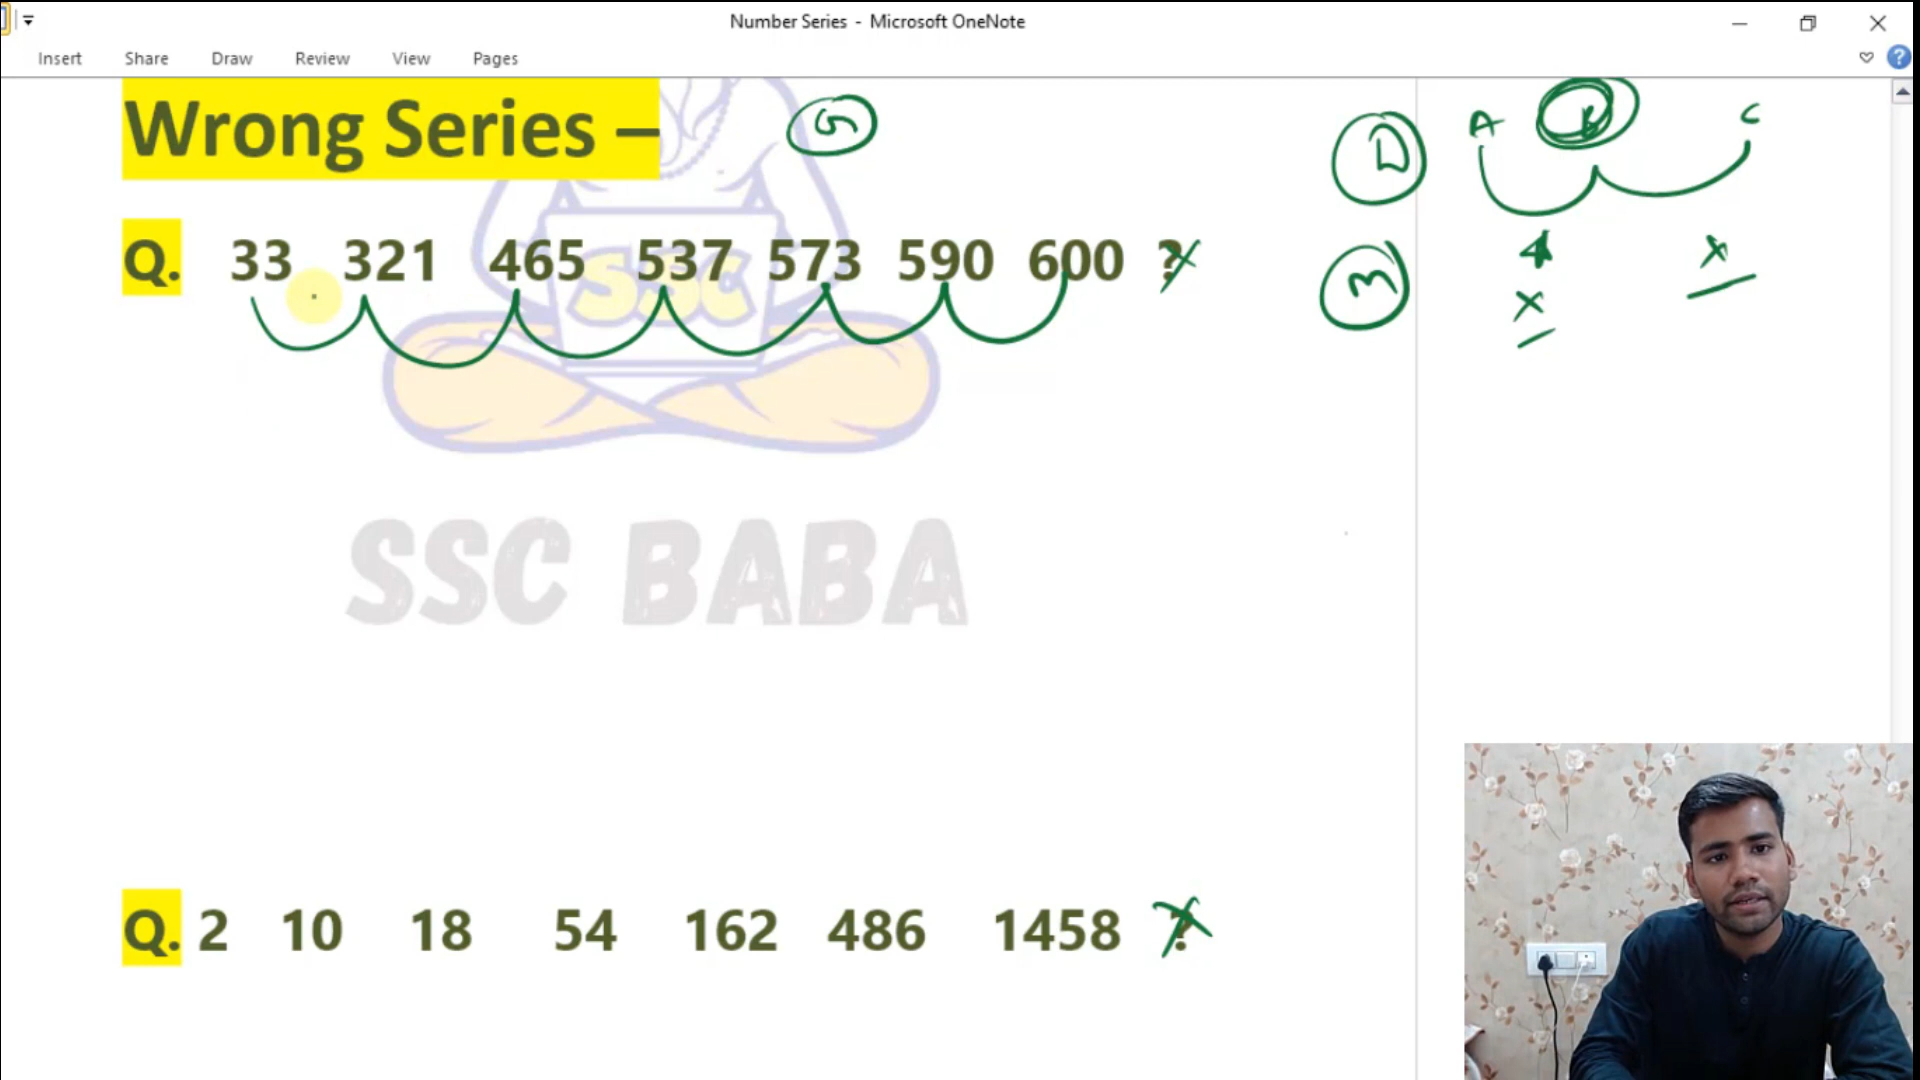 Number Series - Microsoft OneNote
Insert Share Draw Review View Pages
Wrong Series –
G
D
A B C
Q. 33 321 465 537 573 590 600 ?
SSC
M
x
x
SSC BABA
Q. 2 10 18 54 162 486 1458 ?